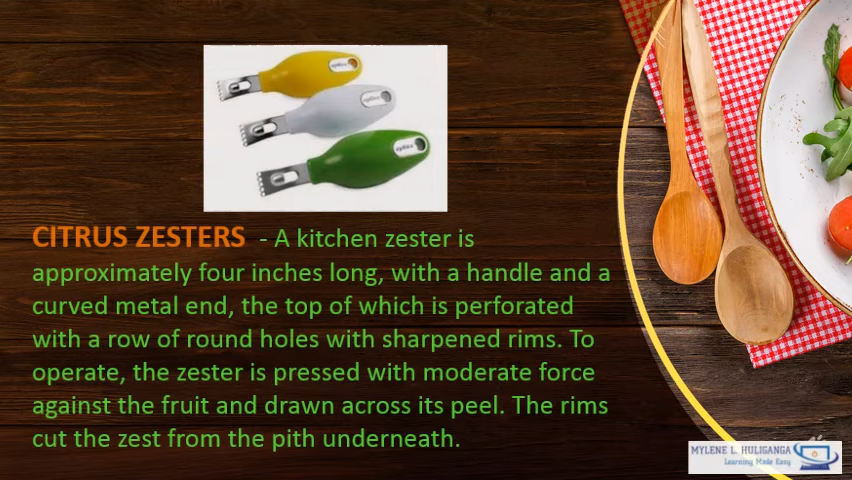 CITRUS ZESTERS - A kitchen zester is
approximately four inches long, with a handle and a
curved metal end, the top of which is perforated
with a row of round holes with sharpened rims. To
operate, the zester is pressed with moderate force
against the fruit and drawn across its peel. The rims
cut the zest from the pith underneath.
MYLENE L. HULIGANGA
Learning Made Easy